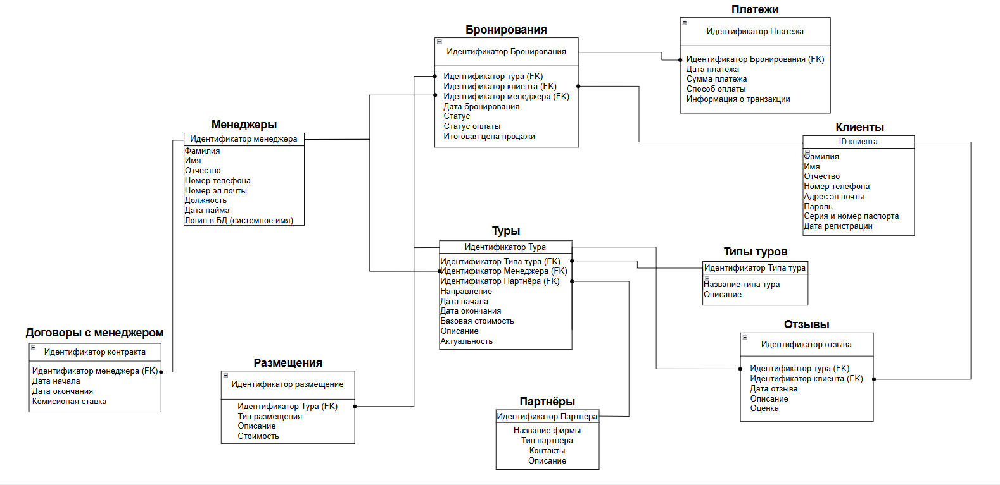 Платежи
Идентификатор Платежа
Идентификатор Бронирования (FK)
Дата платежа
Сумма платежа
Способ оплаты
Информация о транзакции
Бронирования
Идентификатор Бронирования
Идентификатор тура (FK)
Идентификатор клиента (FK)
Идентификатор менеджера (FK)
Дата бронирования
Статус
Статус оплаты
Итоговая цена продажи
Менеджеры
Идентификатор менеджера
Фамилия
Имя
Отчество
Номер телефона
Номер эл.почты
Должность
Дата найма
Логин в БД (системное имя)
Клиенты
ID клиента
Фамилия
Имя
Отчество
Номер телефона
Адрес эл.почты
Пароль
Серия и номер паспорта
Дата регистрации
Туры
Идентификатор Тура
Идентификатор Типа тура (FK)
Идентификатор Менеджера (FK)
Идентификатор Партнёра (FK)
Направление
Дата начала
Дата окончания
Базовая стоимость
Описание
Актуальность
Типы туров
Идентификатор Типа тура
Название типа тура
Описание
Договоры с менеджером
Идентификатор контракта
Идентификатор менеджера (FK)
Дата начала
Дата окончания
Комисионая ставка
Размещения
Идентификатор размещение
Идентификатор Тура (FK)
Тип размещения
Описание
Стоимость
Партнёры
Идентификатор Партнёра
Название фирмы
Тип партнёра
Контакты
Описание
Отзывы
Идентификатор отзыва
Идентификатор тура (FK)
Идентификатор клиента (FK)
Дата отзыва
Описание
Оценка